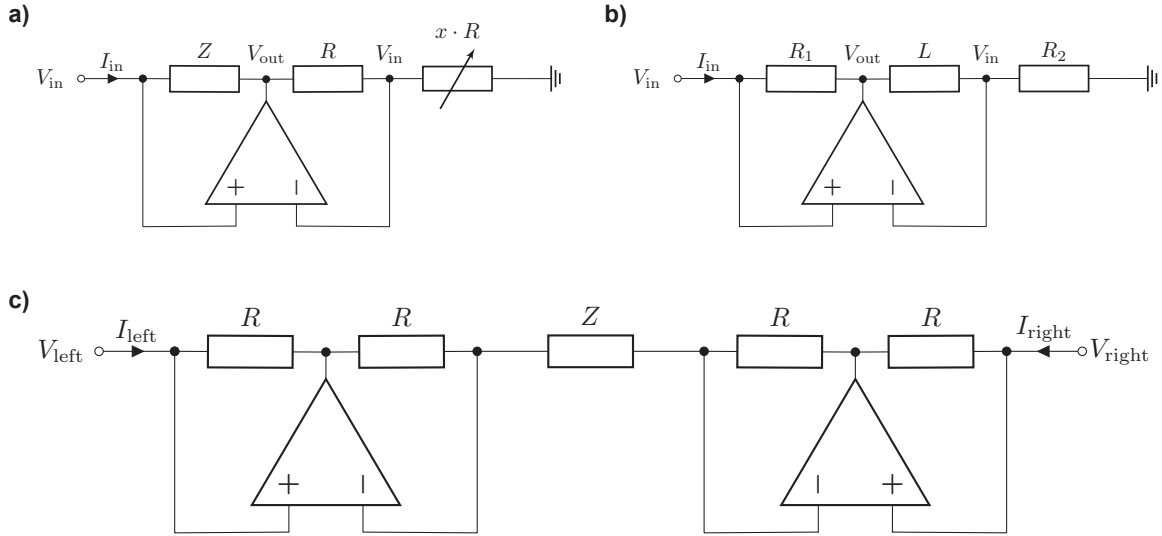 a)
x · R
Z
V_out
R
V_in
I_in
V_in
+
−
b)
R_1
V_out
L
V_in
R_2
I_in
V_in
+
−
c)
R
R
Z
R
R
I_left
I_right
V_left
V_right
+
−
−
+